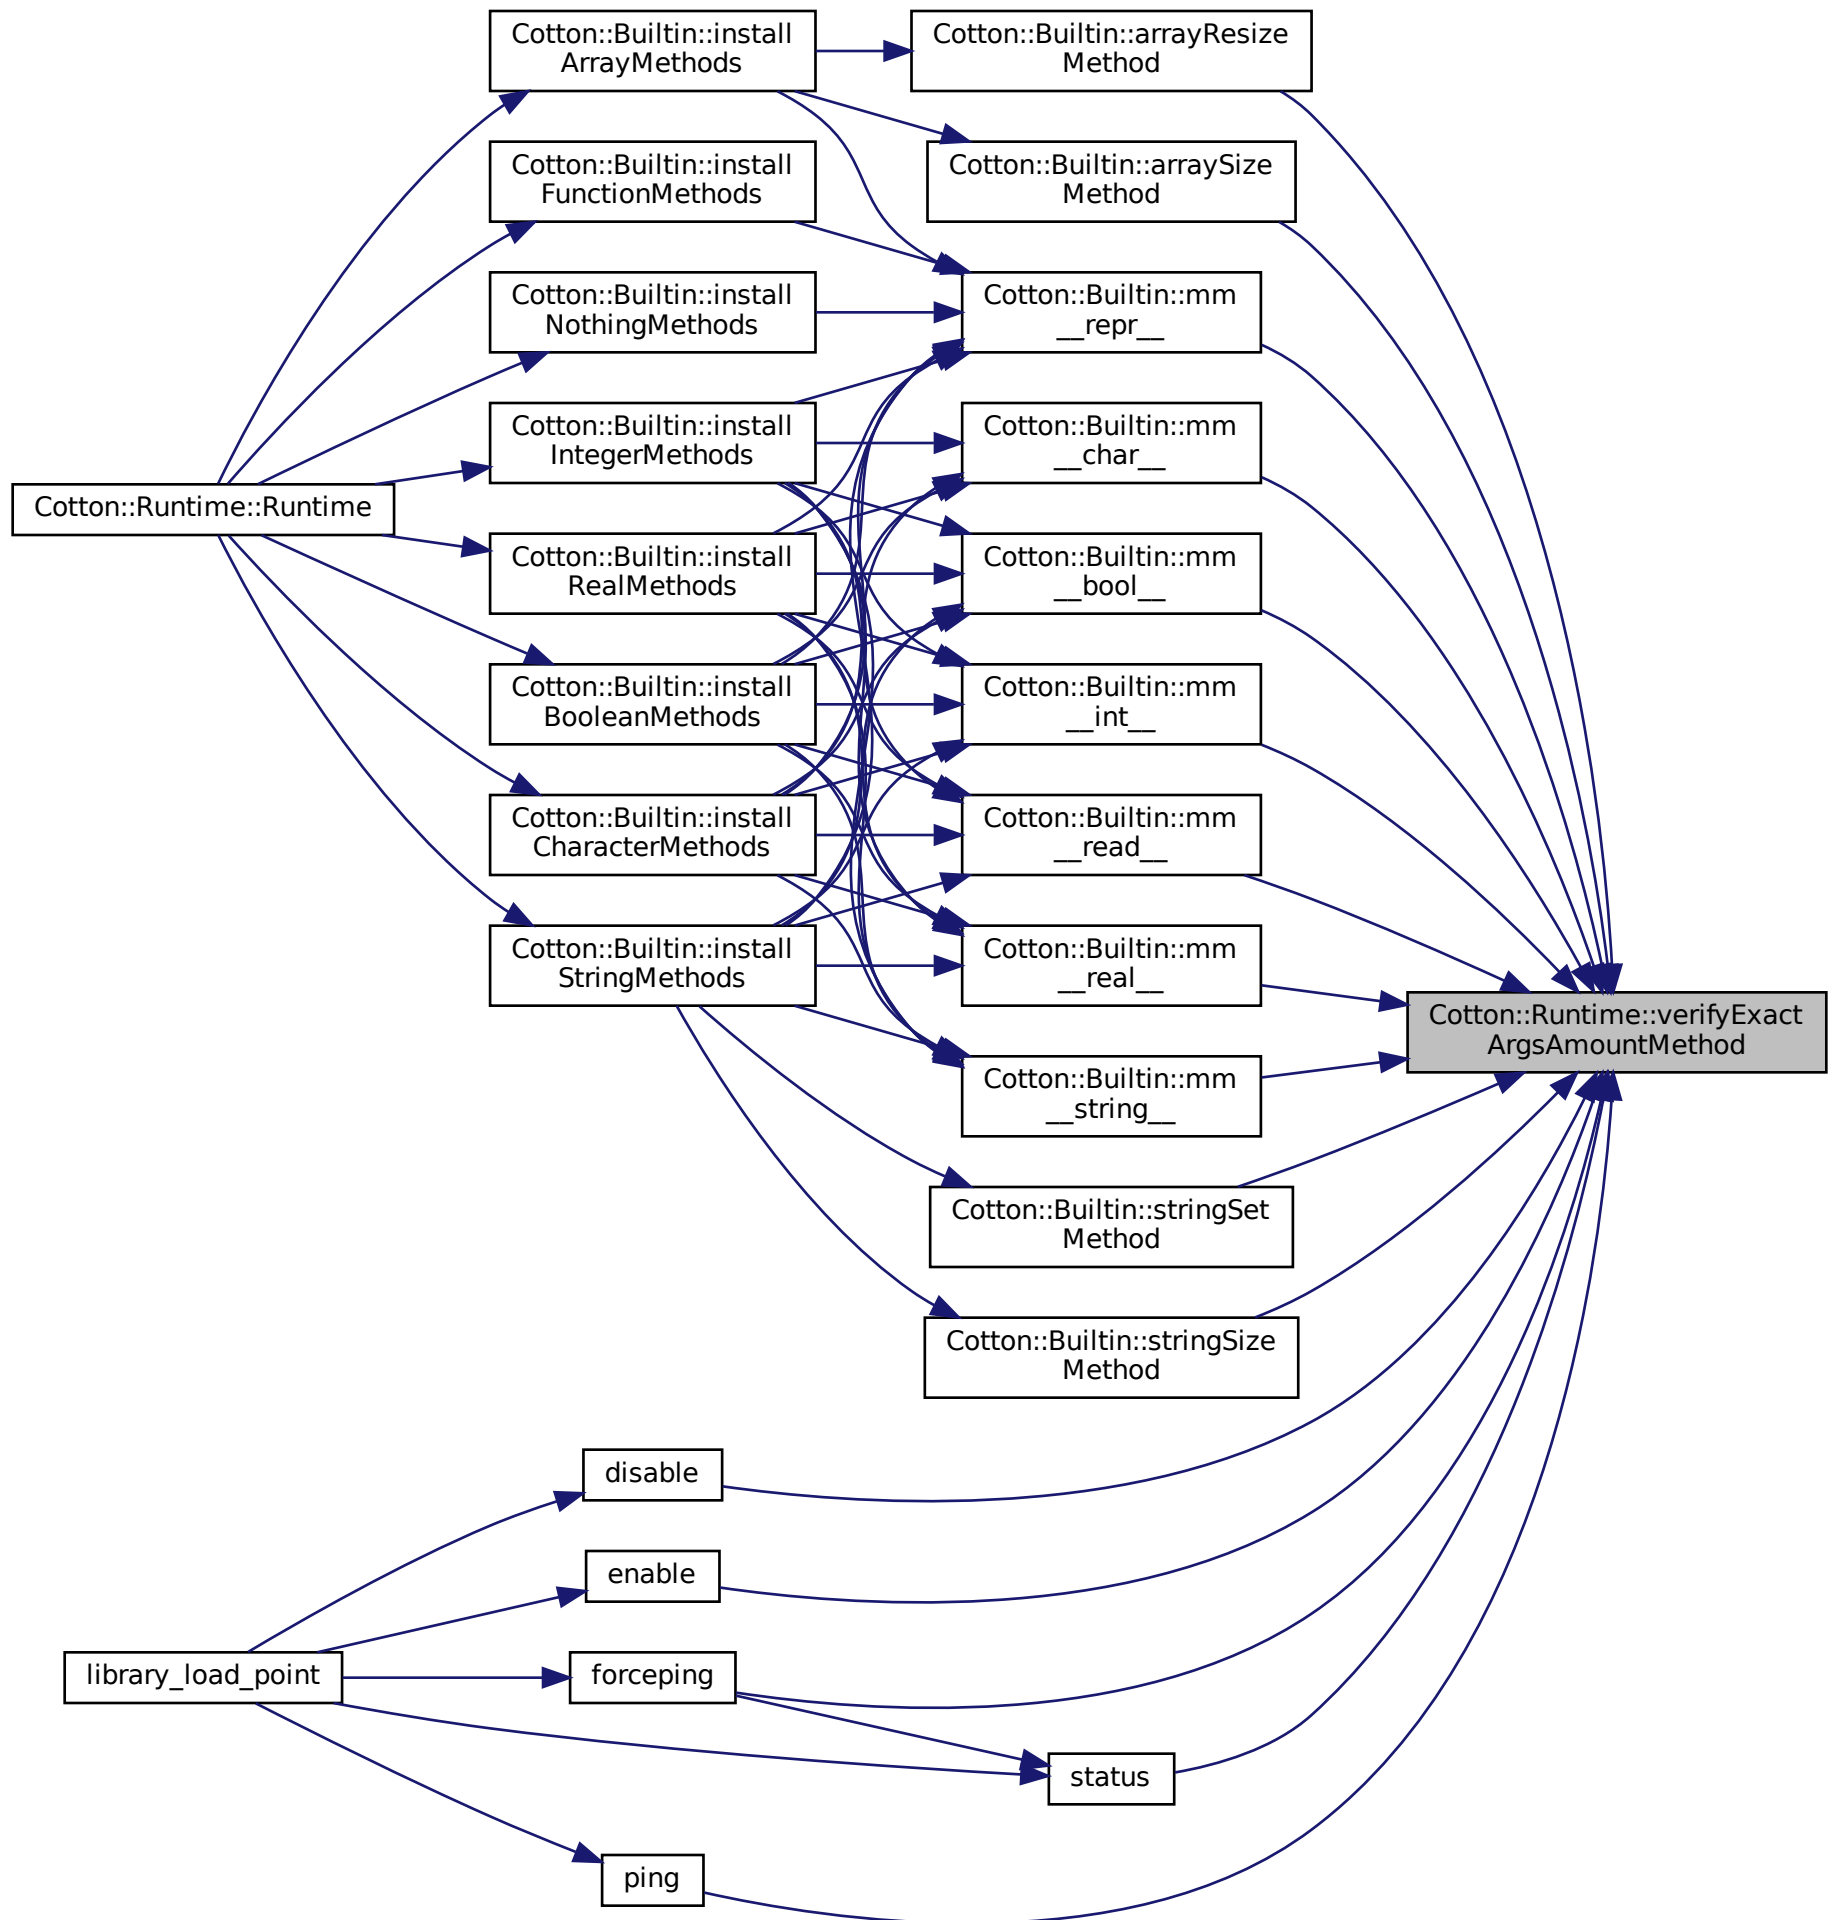 Cotton::Builtin::install
ArrayMethods
Cotton::Builtin::arrayResize
Method
Cotton::Builtin::install
FunctionMethods
Cotton::Builtin::arraySize
Method
Cotton::Builtin::install
NothingMethods
Cotton::Builtin::mm
__repr__
Cotton::Builtin::install
IntegerMethods
Cotton::Builtin::mm
__char__
Cotton::Runtime::Runtime
Cotton::Builtin::install
RealMethods
Cotton::Builtin::mm
__bool__
Cotton::Builtin::install
BooleanMethods
Cotton::Builtin::mm
__int__
Cotton::Builtin::install
CharacterMethods
Cotton::Builtin::mm
__read__
Cotton::Builtin::install
StringMethods
Cotton::Builtin::mm
__real__
Cotton::Runtime::verifyExact
ArgsAmountMethod
Cotton::Builtin::mm
__string__
Cotton::Builtin::stringSet
Method
Cotton::Builtin::stringSize
Method
disable
enable
library_load_point
forceping
status
ping